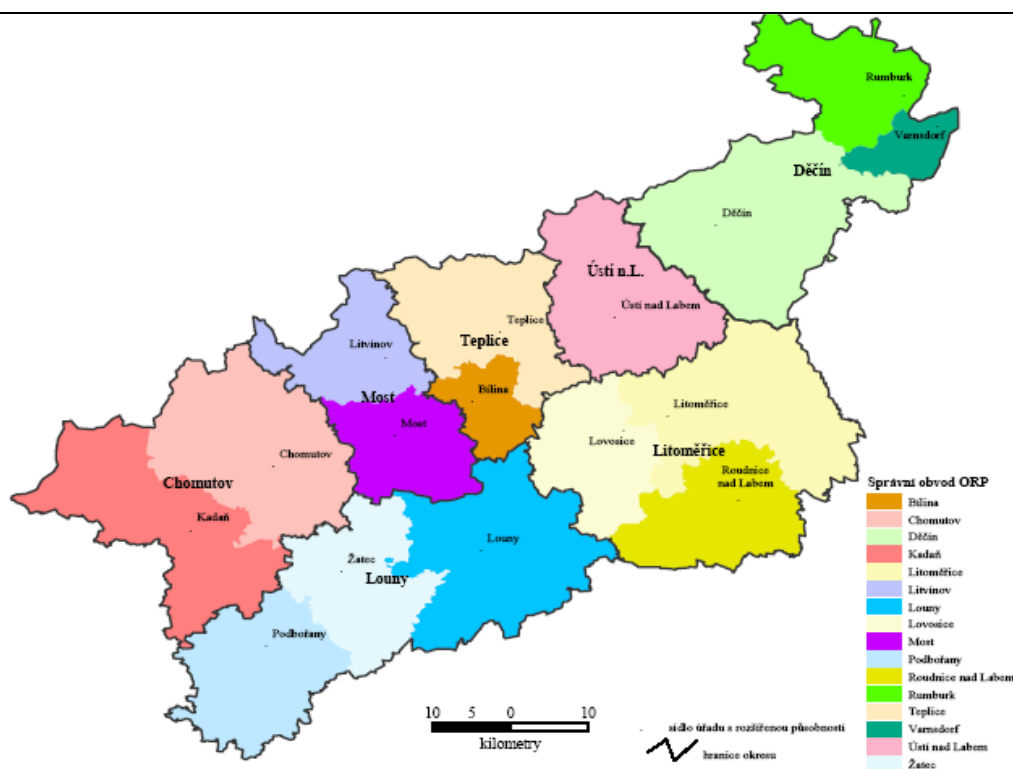 Rumburk
Varnsdorf
Děčín
Děčín
Ústí n.L.
Ústí nad Labem
Teplice
Teplice
Litvínov
Bílina
Most
Most
Litoměřice
Lovosice
Litoměřice
Roudnice
nad Labem
Chomutov
Chomutov
Kadaň
Louny
Žatec
Louny
Podbořany
Správní obvod ORP
Bílina
Chomutov
Děčín
Kadaň
Litoměřice
Litvínov
Louny
Lovosice
Most
Podbořany
Roudnice nad Labem
Rumburk
Teplice
Varnsdorf
Ústí nad Labem
Žatec
10 5 0 10
kilometry
sídlo úřadu s rozšířenou působností
hranice okresu